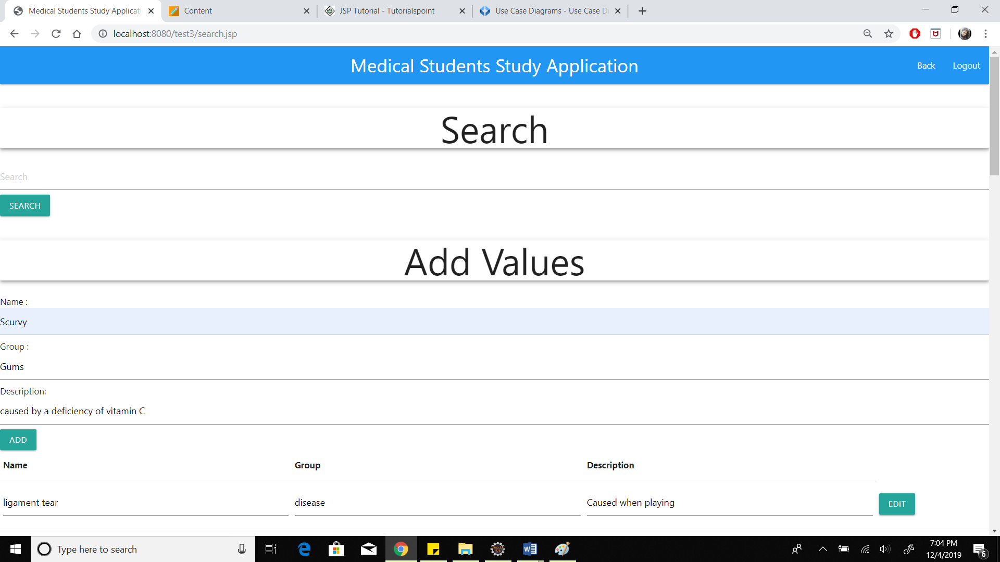 Medical Students Study Applicati
Content
JSP Tutorial - Tutorialspoint
Use Case Diagrams - Use Case D
localhost:8080/test3/search.jsp
Medical Students Study Application
Back
Logout
Search
Search
SEARCH
Add Values
Name :
Scurvy
Group :
Gums
Description:
caused by a deficiency of vitamin C
ADD
Name Group Description
ligament tear disease Caused when playing EDIT
Type here to search
7:04 PM
12/4/2019
6